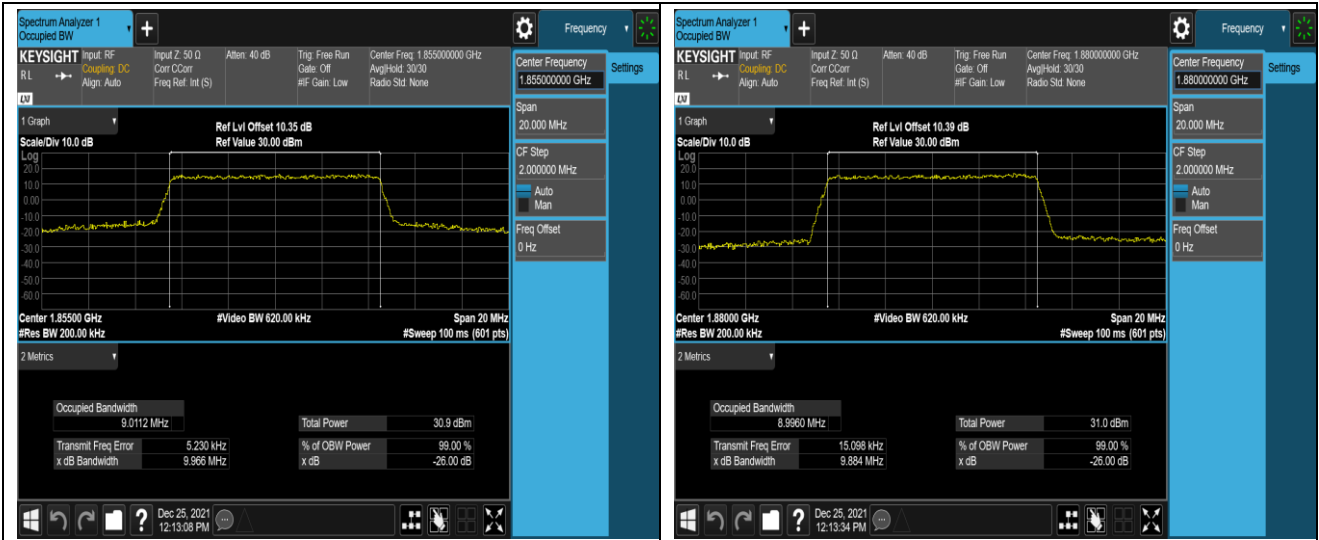 Spectrum Analyzer 1
Occupied BW
+
Frequency
KEYSIGHT
Input: RF
Coupling: DC
Align: Auto
Input Z: 50 Ω
Corr CCorr
Freq Ref: Int (S)
Atten: 40 dB
Trig: Free Run
Gate: Off
#IF Gain: Low
Center Freq: 1.855000000 GHz
Avg|Hold: 30/30
Radio Std: None
RL
LXI
Center Frequency
1.855000000 GHz
Settings
Span
20.000 MHz
CF Step
2.000000 MHz
Auto
Man
Freq Offset
0 Hz
1 Graph
Scale/Div 10.0 dB
Ref Lvl Offset 10.35 dB
Ref Value 30.00 dBm
Log
20.0
10.0
0.00
-10.0
-20.0
-30.0
-40.0
-50.0
-60.0
Center 1.85500 GHz
#Video BW 620.00 kHz
Span 20 MHz
#Res BW 200.00 kHz
#Sweep 100 ms (601 pts)
2 Metrics
Occupied Bandwidth
9.0112 MHz
Total Power 30.9 dBm
Transmit Freq Error 5.230 kHz
% of OBW Power 99.00 %
x dB Bandwidth 9.966 MHz
x dB -26.00 dB
?
Dec 25, 2021
12:13:08 PM
Spectrum Analyzer 1
Occupied BW
+
Frequency
KEYSIGHT
Input: RF
Coupling: DC
Align: Auto
Input Z: 50 Ω
Corr CCorr
Freq Ref: Int (S)
Atten: 40 dB
Trig: Free Run
Gate: Off
#IF Gain: Low
Center Freq: 1.880000000 GHz
Avg|Hold: 30/30
Radio Std: None
RL
LXI
Center Frequency
1.880000000 GHz
Settings
Span
20.000 MHz
CF Step
2.000000 MHz
Auto
Man
Freq Offset
0 Hz
1 Graph
Scale/Div 10.0 dB
Ref Lvl Offset 10.39 dB
Ref Value 30.00 dBm
Log
20.0
10.0
0.00
-10.0
-20.0
-30.0
-40.0
-50.0
-60.0
Center 1.88000 GHz
#Video BW 620.00 kHz
Span 20 MHz
#Res BW 200.00 kHz
#Sweep 100 ms (601 pts)
2 Metrics
Occupied Bandwidth
8.9960 MHz
Total Power 31.0 dBm
Transmit Freq Error 15.098 kHz
% of OBW Power 99.00 %
x dB Bandwidth 9.884 MHz
x dB -26.00 dB
?
Dec 25, 2021
12:13:34 PM